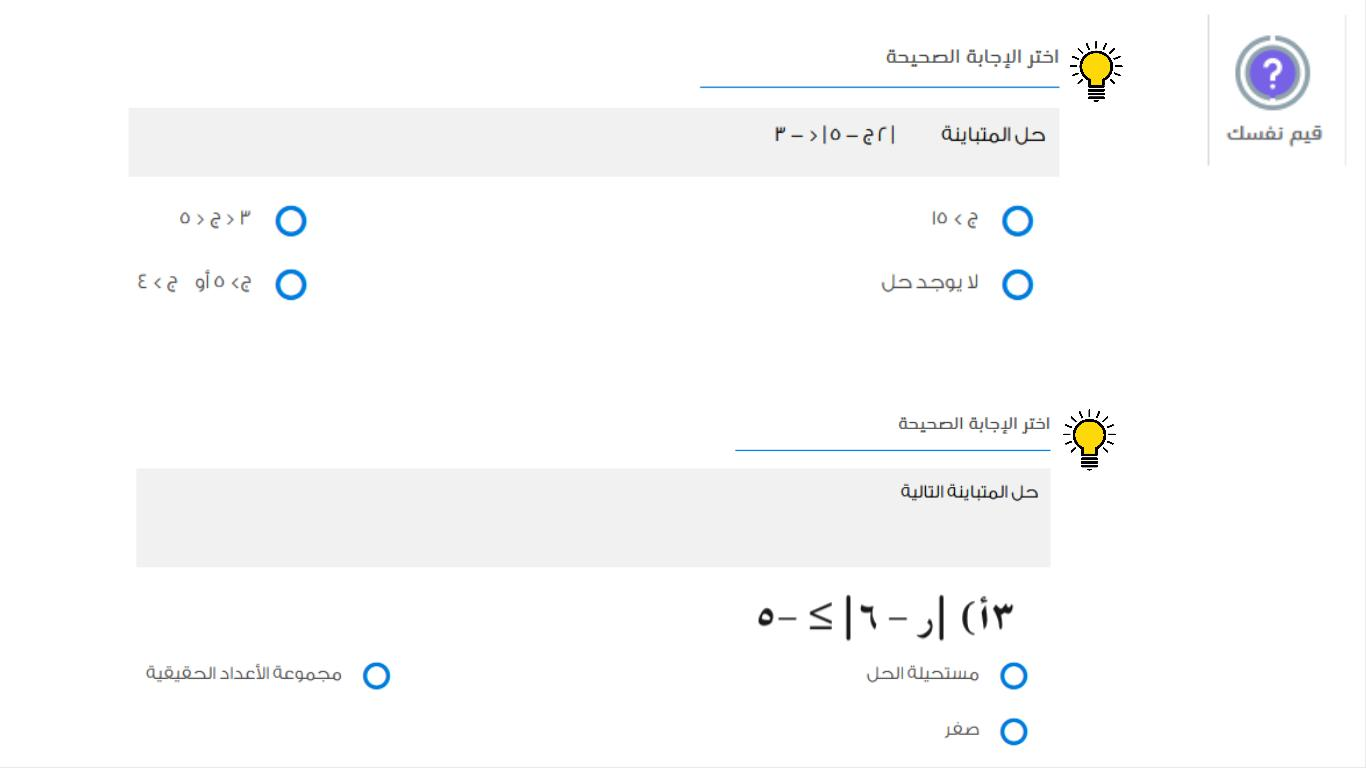 قيم نفسك
اختر الإجابة الصحيحة
حل المتباينة |٢ج – ٥|< – ٣
ج > ١٥
٣ < ج < ٥
لا يوجد حل
ج> ٥ أو ج > ٤
اختر الإجابة الصحيحة
حل المتباينة التالية
٣أ) |ر – ٦| ≥ –٥
مستحيلة الحل
مجموعة الأعداد الحقيقية
صفر